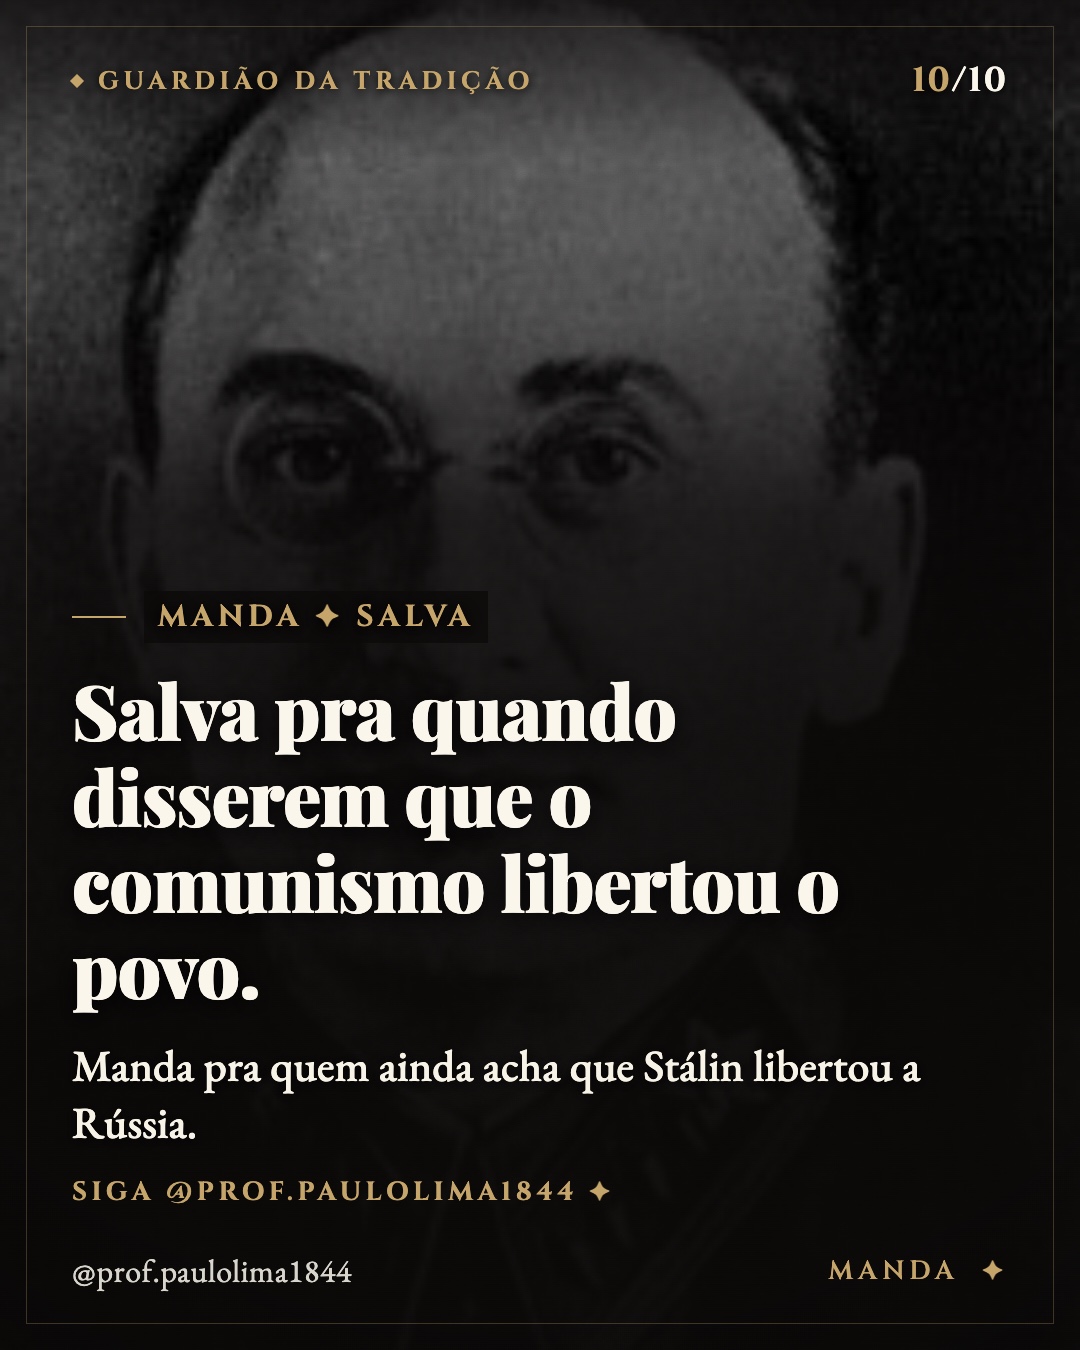 GUARDIÃO DA TRADIÇÃO
10/10
MANDA ✦ SALVA
Salva pra quando
disserem que o
comunismo libertou o
povo.
Manda pra quem ainda acha que Stálin libertou a
Rússia.
SIGA @PROF.PAULOLIMA1844 ✦
@prof.paulolima1844
MANDA ✦